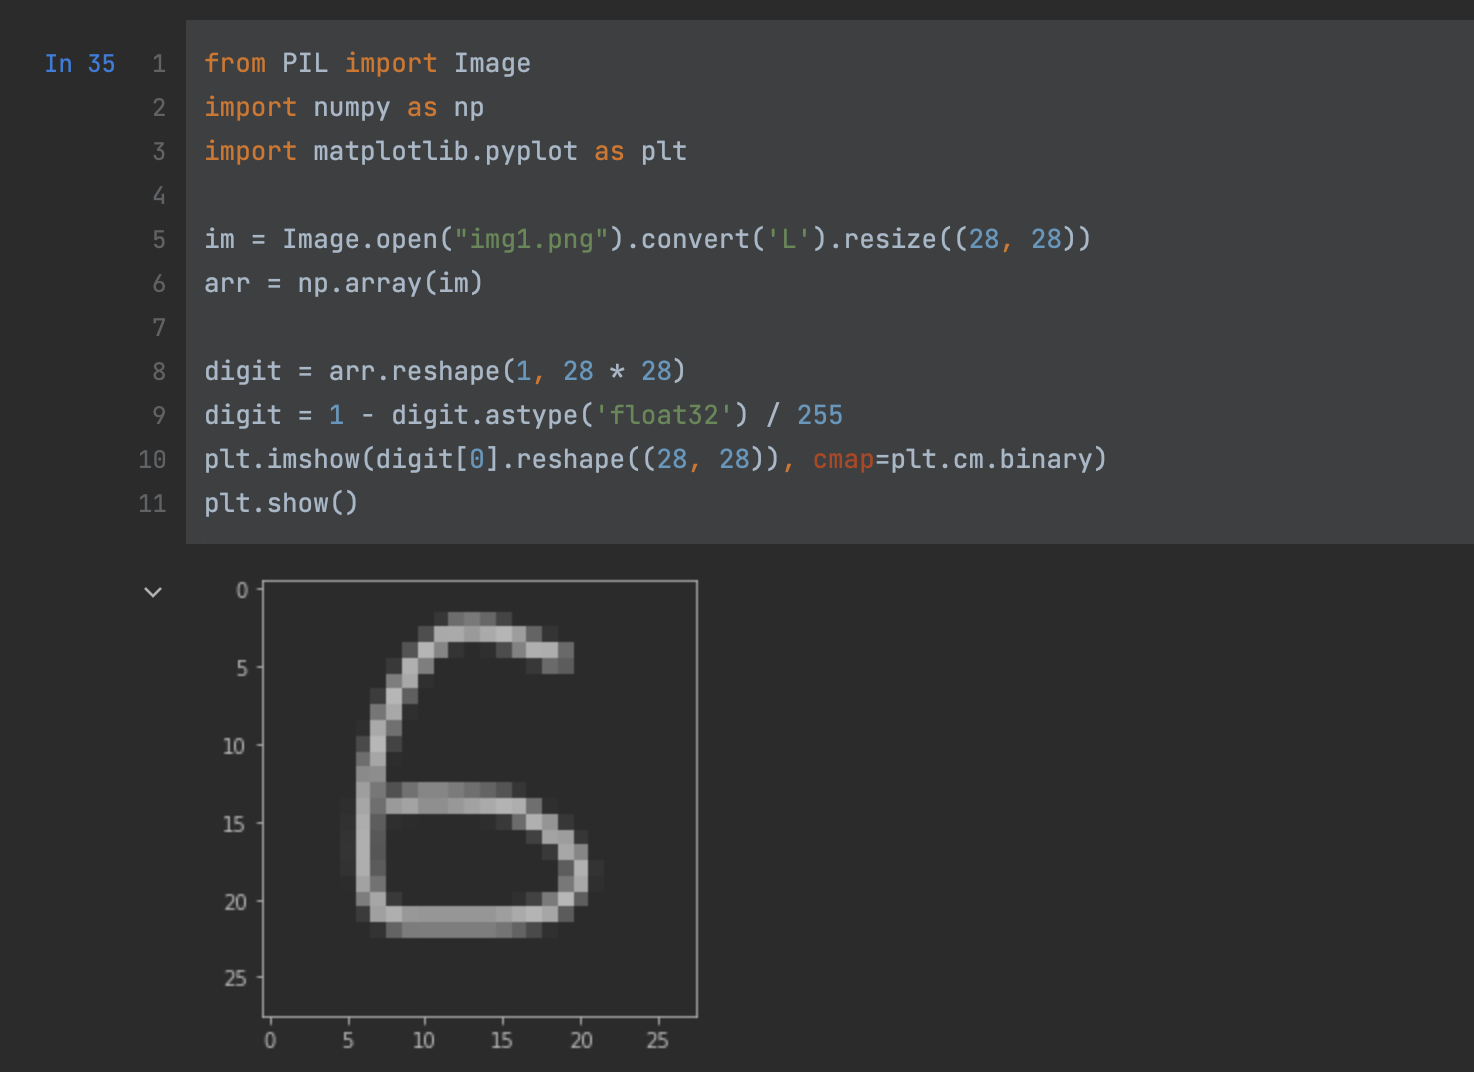 In 35
1 from PIL import Image
2 import numpy as np
3 import matplotlib.pyplot as plt
4
5 im = Image.open("img1.png").convert('L').resize((28, 28))
6 arr = np.array(im)
7
8 digit = arr.reshape(1, 28 * 28)
9 digit = 1 - digit.astype('float32') / 255
10 plt.imshow(digit[0].reshape((28, 28)), cmap=plt.cm.binary)
11 plt.show()
0
5
10
15
20
25
6
0 5 10 15 20 25